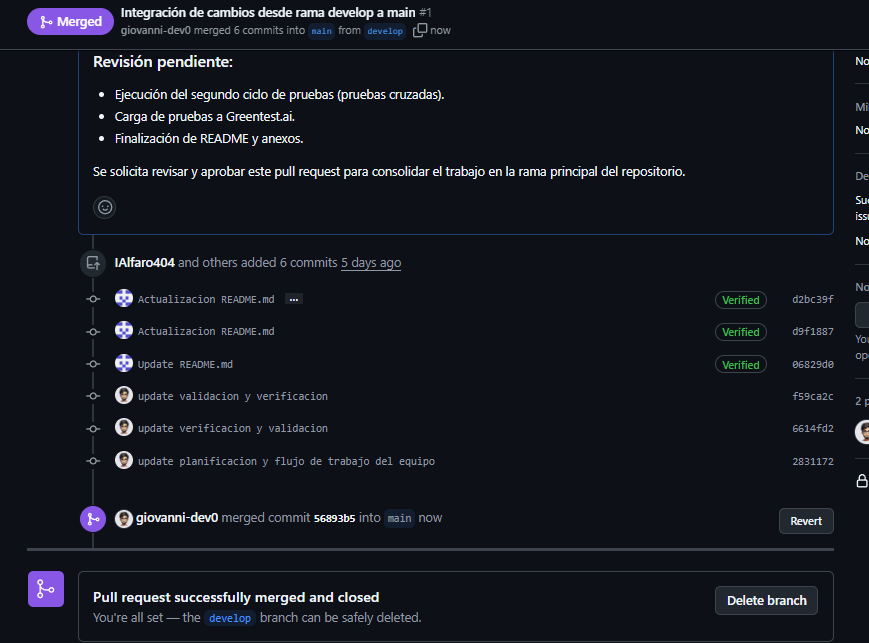 Merged
Integración de cambios desde rama develop a main #1
giovanni-dev0 merged 6 commits into main from develop now
Revisión pendiente:
Ejecución del segundo ciclo de pruebas (pruebas cruzadas).
Carga de pruebas a Greentest.ai.
Finalización de README y anexos.
Se solicita revisar y aprobar este pull request para consolidar el trabajo en la rama principal del repositorio.
IAlfaro404 and others added 6 commits 5 days ago
Actualizacion README.md ... Verified d2bc39f
Actualizacion README.md Verified d9f1887
Update README.md Verified 06829d0
update validacion y verificacion f59ca2c
update verificacion y validacion 6614fd2
update planificacion y flujo de trabajo del equipo 2831172
giovanni-dev0 merged commit 56893b5 into main now Revert
Pull request successfully merged and closed
You're all set — the develop branch can be safely deleted.
Delete branch
No
Mi
No
De
Su
iss
No
No
You
op
2 p